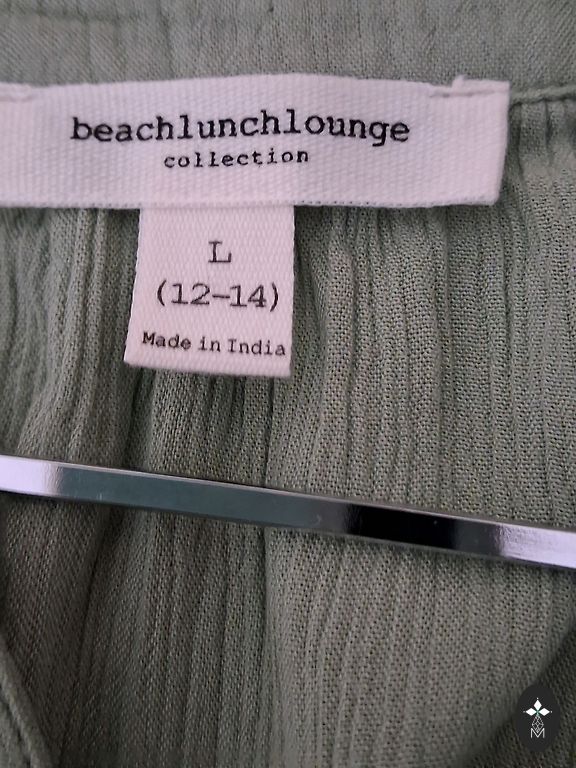 beachlunchlounge
collection
L
(12-14)
Made in India
M